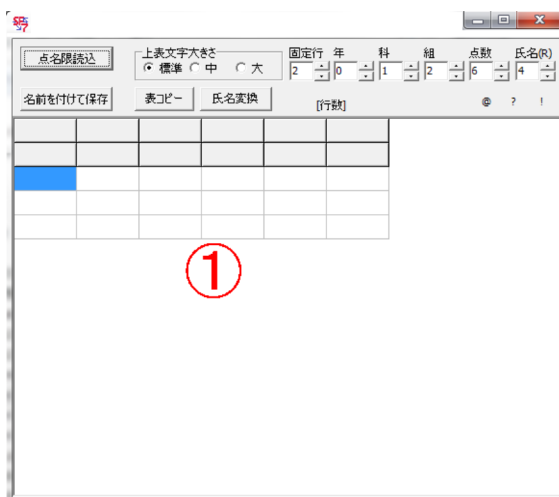 点名限読込
上表文字大きさ
標準 中 大
固定行 年 科 組 点数 氏名(R)
2 0 1 2 6 4
名前を付けて保存 表コピー 氏名変換
[行数]
@ ? !
①